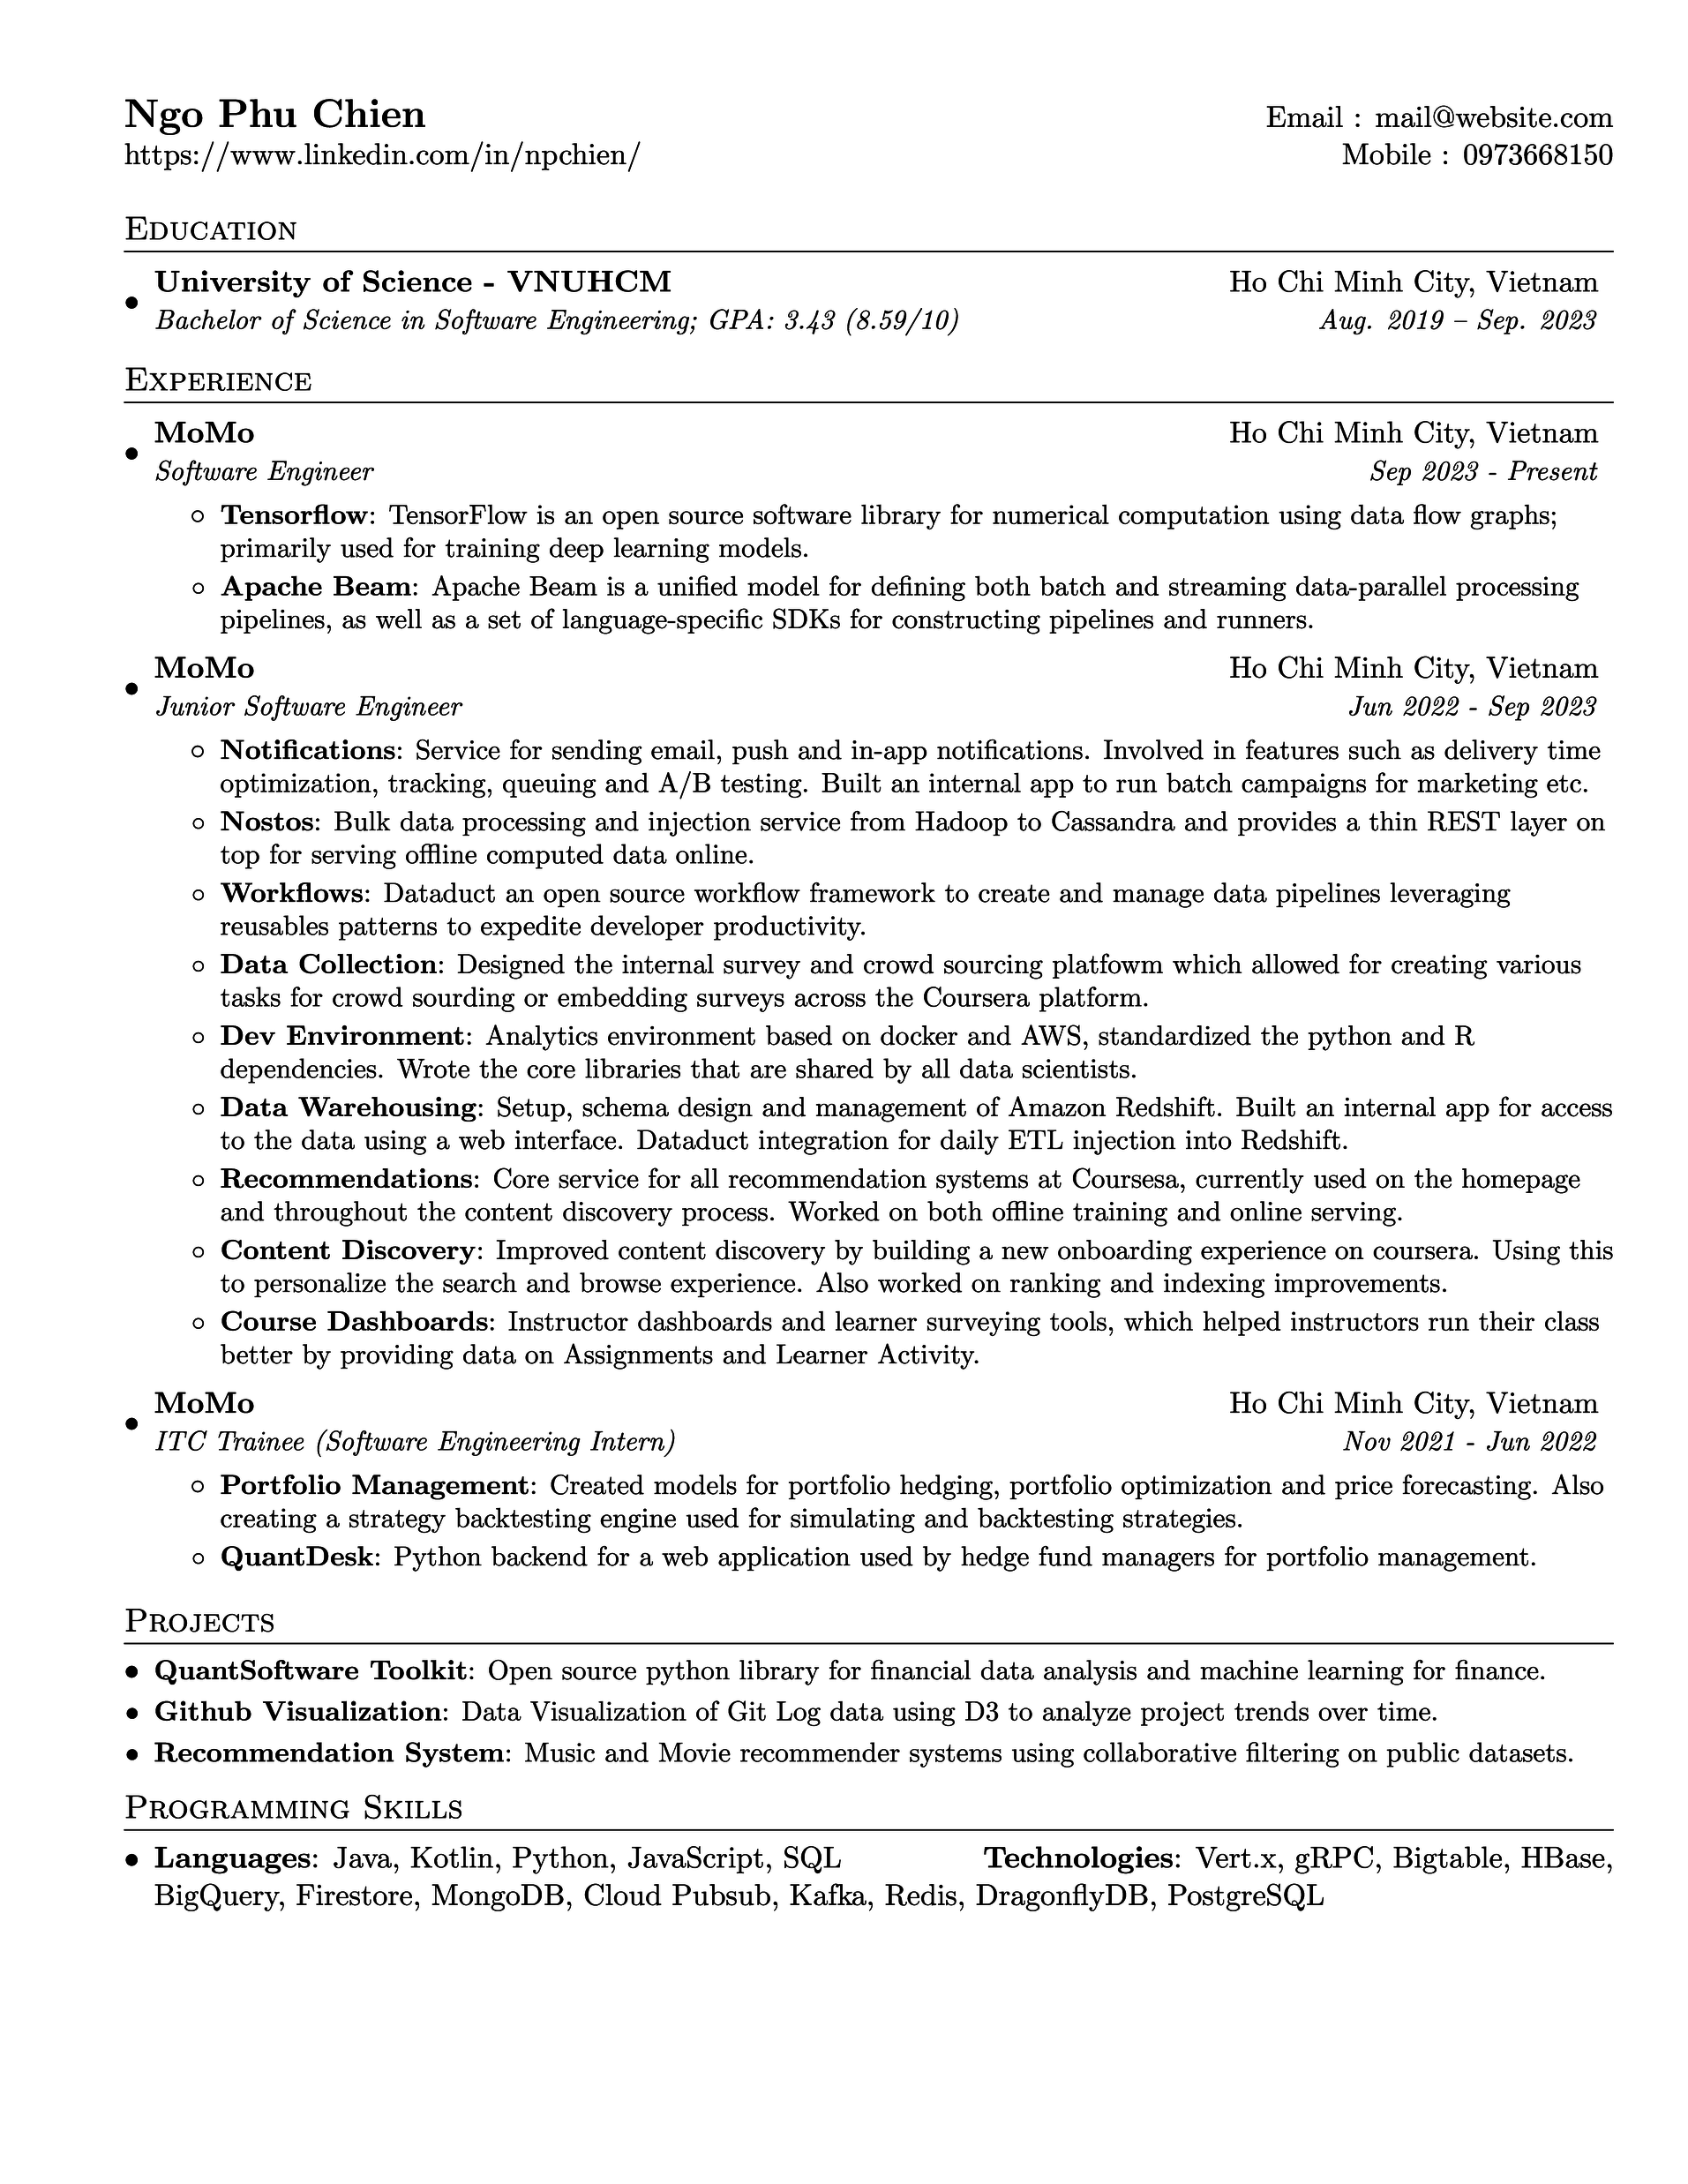 Ngo Phu Chien Email : mail@website.com
https://www.linkedin.com/in/npchien/ Mobile : 0973668150
Education
University of Science - VNUHCM Ho Chi Minh City, Vietnam
Bachelor of Science in Software Engineering; GPA: 3.43 (8.59/10) Aug. 2019 – Sep. 2023
Experience
MoMo Ho Chi Minh City, Vietnam
Software Engineer Sep 2023 - Present
Tensorflow: TensorFlow is an open source software library for numerical computation using data flow graphs;
primarily used for training deep learning models.
Apache Beam: Apache Beam is a unified model for defining both batch and streaming data-parallel processing
pipelines, as well as a set of language-specific SDKs for constructing pipelines and runners.
MoMo Ho Chi Minh City, Vietnam
Junior Software Engineer Jun 2022 - Sep 2023
Notifications: Service for sending email, push and in-app notifications. Involved in features such as delivery time
optimization, tracking, queuing and A/B testing. Built an internal app to run batch campaigns for marketing etc.
Nostos: Bulk data processing and injection service from Hadoop to Cassandra and provides a thin REST layer on
top for serving offline computed data online.
Workflows: Dataduct an open source workflow framework to create and manage data pipelines leveraging
reusables patterns to expedite developer productivity.
Data Collection: Designed the internal survey and crowd sourcing platfowm which allowed for creating various
tasks for crowd sourding or embedding surveys across the Coursera platform.
Dev Environment: Analytics environment based on docker and AWS, standardized the python and R
dependencies. Wrote the core libraries that are shared by all data scientists.
Data Warehousing: Setup, schema design and management of Amazon Redshift. Built an internal app for access
to the data using a web interface. Dataduct integration for daily ETL injection into Redshift.
Recommendations: Core service for all recommendation systems at Coursesa, currently used on the homepage
and throughout the content discovery process. Worked on both offline training and online serving.
Content Discovery: Improved content discovery by building a new onboarding experience on coursera. Using this
to personalize the search and browse experience. Also worked on ranking and indexing improvements.
Course Dashboards: Instructor dashboards and learner surveying tools, which helped instructors run their class
better by providing data on Assignments and Learner Activity.
MoMo Ho Chi Minh City, Vietnam
ITC Trainee (Software Engineering Intern) Nov 2021 - Jun 2022
Portfolio Management: Created models for portfolio hedging, portfolio optimization and price forecasting. Also
creating a strategy backtesting engine used for simulating and backtesting strategies.
QuantDesk: Python backend for a web application used by hedge fund managers for portfolio management.
Projects
QuantSoftware Toolkit: Open source python library for financial data analysis and machine learning for finance.
Github Visualization: Data Visualization of Git Log data using D3 to analyze project trends over time.
Recommendation System: Music and Movie recommender systems using collaborative filtering on public datasets.
Programming Skills
Languages: Java, Kotlin, Python, JavaScript, SQL Technologies: Vert.x, gRPC, Bigtable, HBase,
BigQuery, Firestore, MongoDB, Cloud Pubsub, Kafka, Redis, DragonflyDB, PostgreSQL